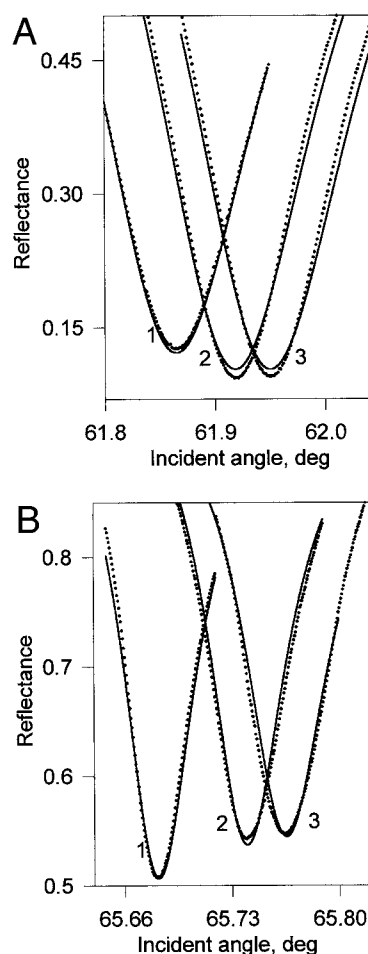 A
0.45
0.30
0.15
Reflectance
1
2
3
61.8 61.9 62.0
Incident angle, deg
B
0.8
0.7
0.6
0.5
Reflectance
1
2
3
65.66 65.73 65.80
Incident angle, deg